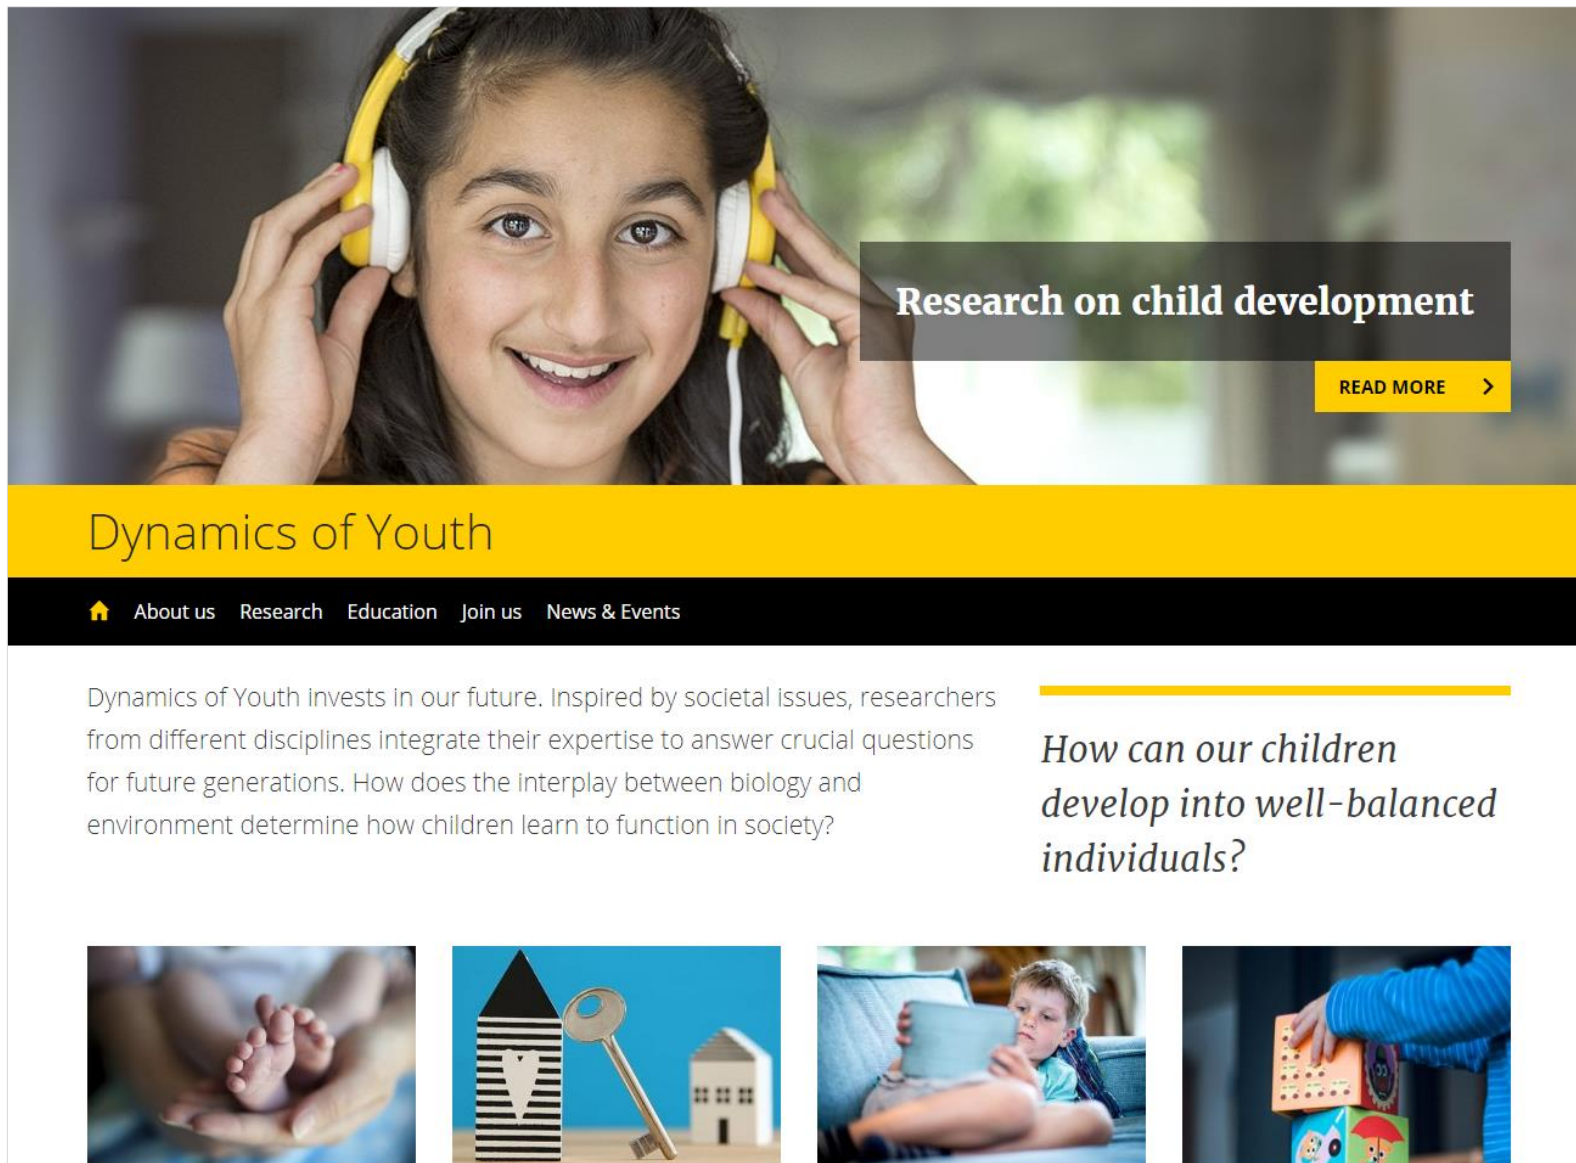 Research on child development
READ MORE
Dynamics of Youth
About us Research Education Join us News & Events
Dynamics of Youth invests in our future. Inspired by societal issues, researchers
from different disciplines integrate their expertise to answer crucial questions
for future generations. How does the interplay between biology and
environment determine how children learn to function in society?
How can our children
develop into well-balanced
individuals?